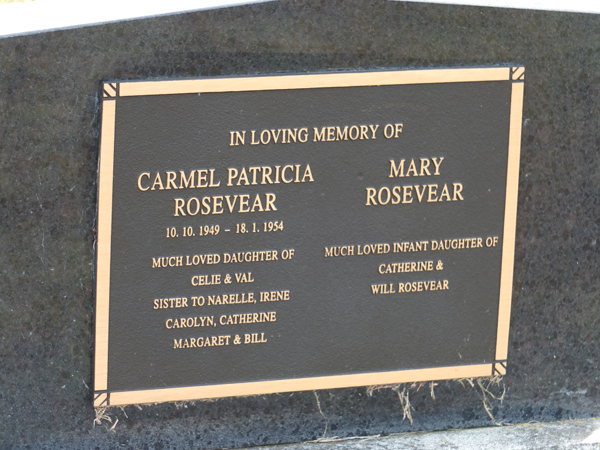 IN LOVING MEMORY OF
CARMEL PATRICIA
ROSEVEAR
10. 10. 1949 – 18. 1. 1954
MUCH LOVED DAUGHTER OF
CELIE & VAL
SISTER TO NARELLE, IRENE
CAROLYN, CATHERINE
MARGARET & BILL
MARY
ROSEVEAR
MUCH LOVED INFANT DAUGHTER OF
CATHERINE &
WILL ROSEVEAR